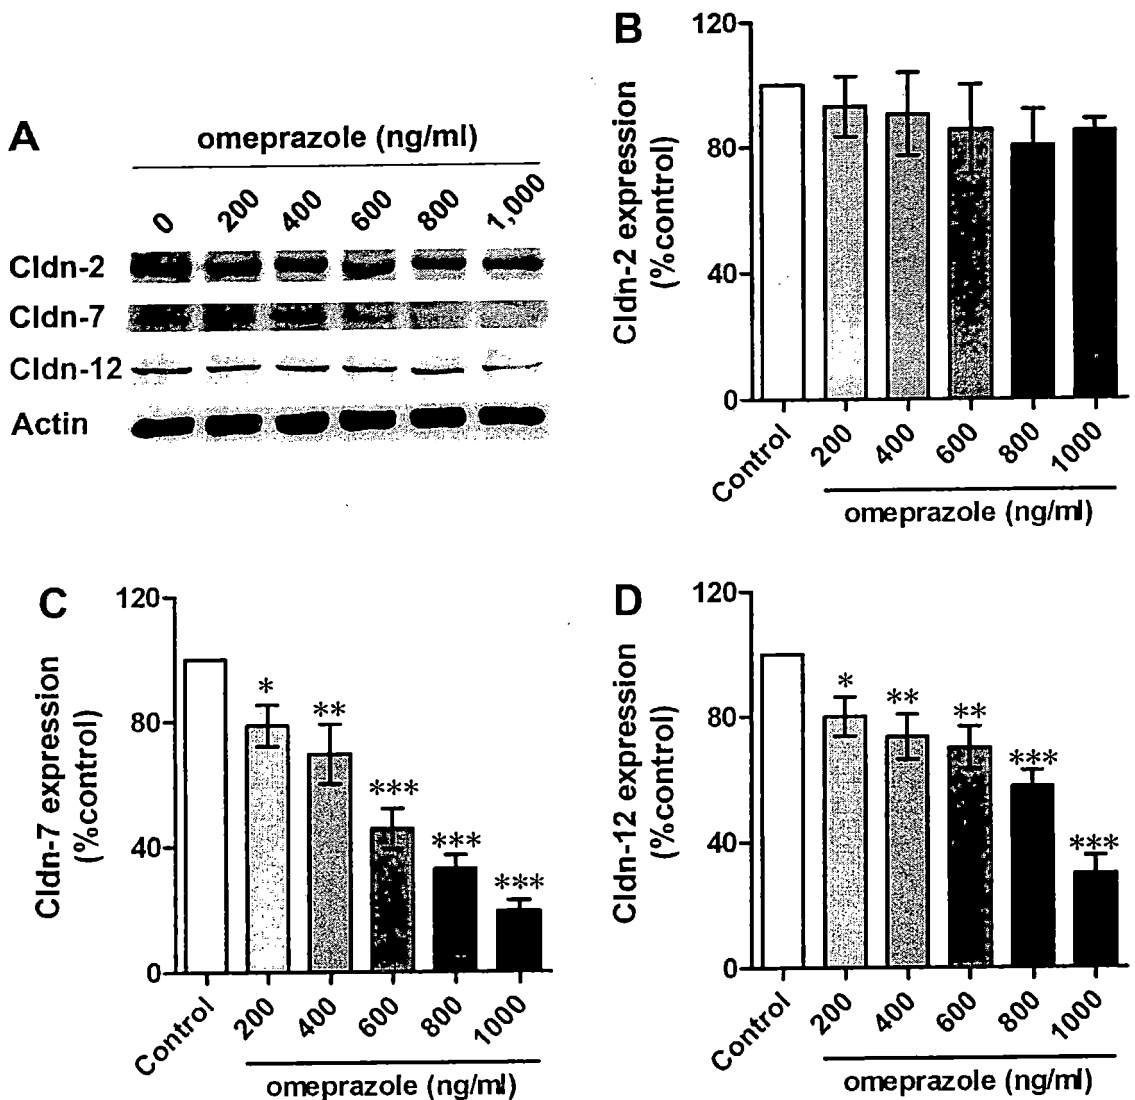 A
omeprazole (ng/ml)
0 200 400 600 800 1,000
Cldn-2
Cldn-7
Cldn-12
Actin
B
Cldn-2 expression
(%control)
120
80
40
0
Control 200 400 600 800 1000
omeprazole (ng/ml)
C
Cldn-7 expression
(%control)
120
80
40
0
* ** *** *** ***
Control 200 400 600 800 1000
omeprazole (ng/ml)
D
Cldn-12 expression
(%control)
120
80
40
0
* ** ** *** ***
Control 200 400 600 800 1000
omeprazole (ng/ml)